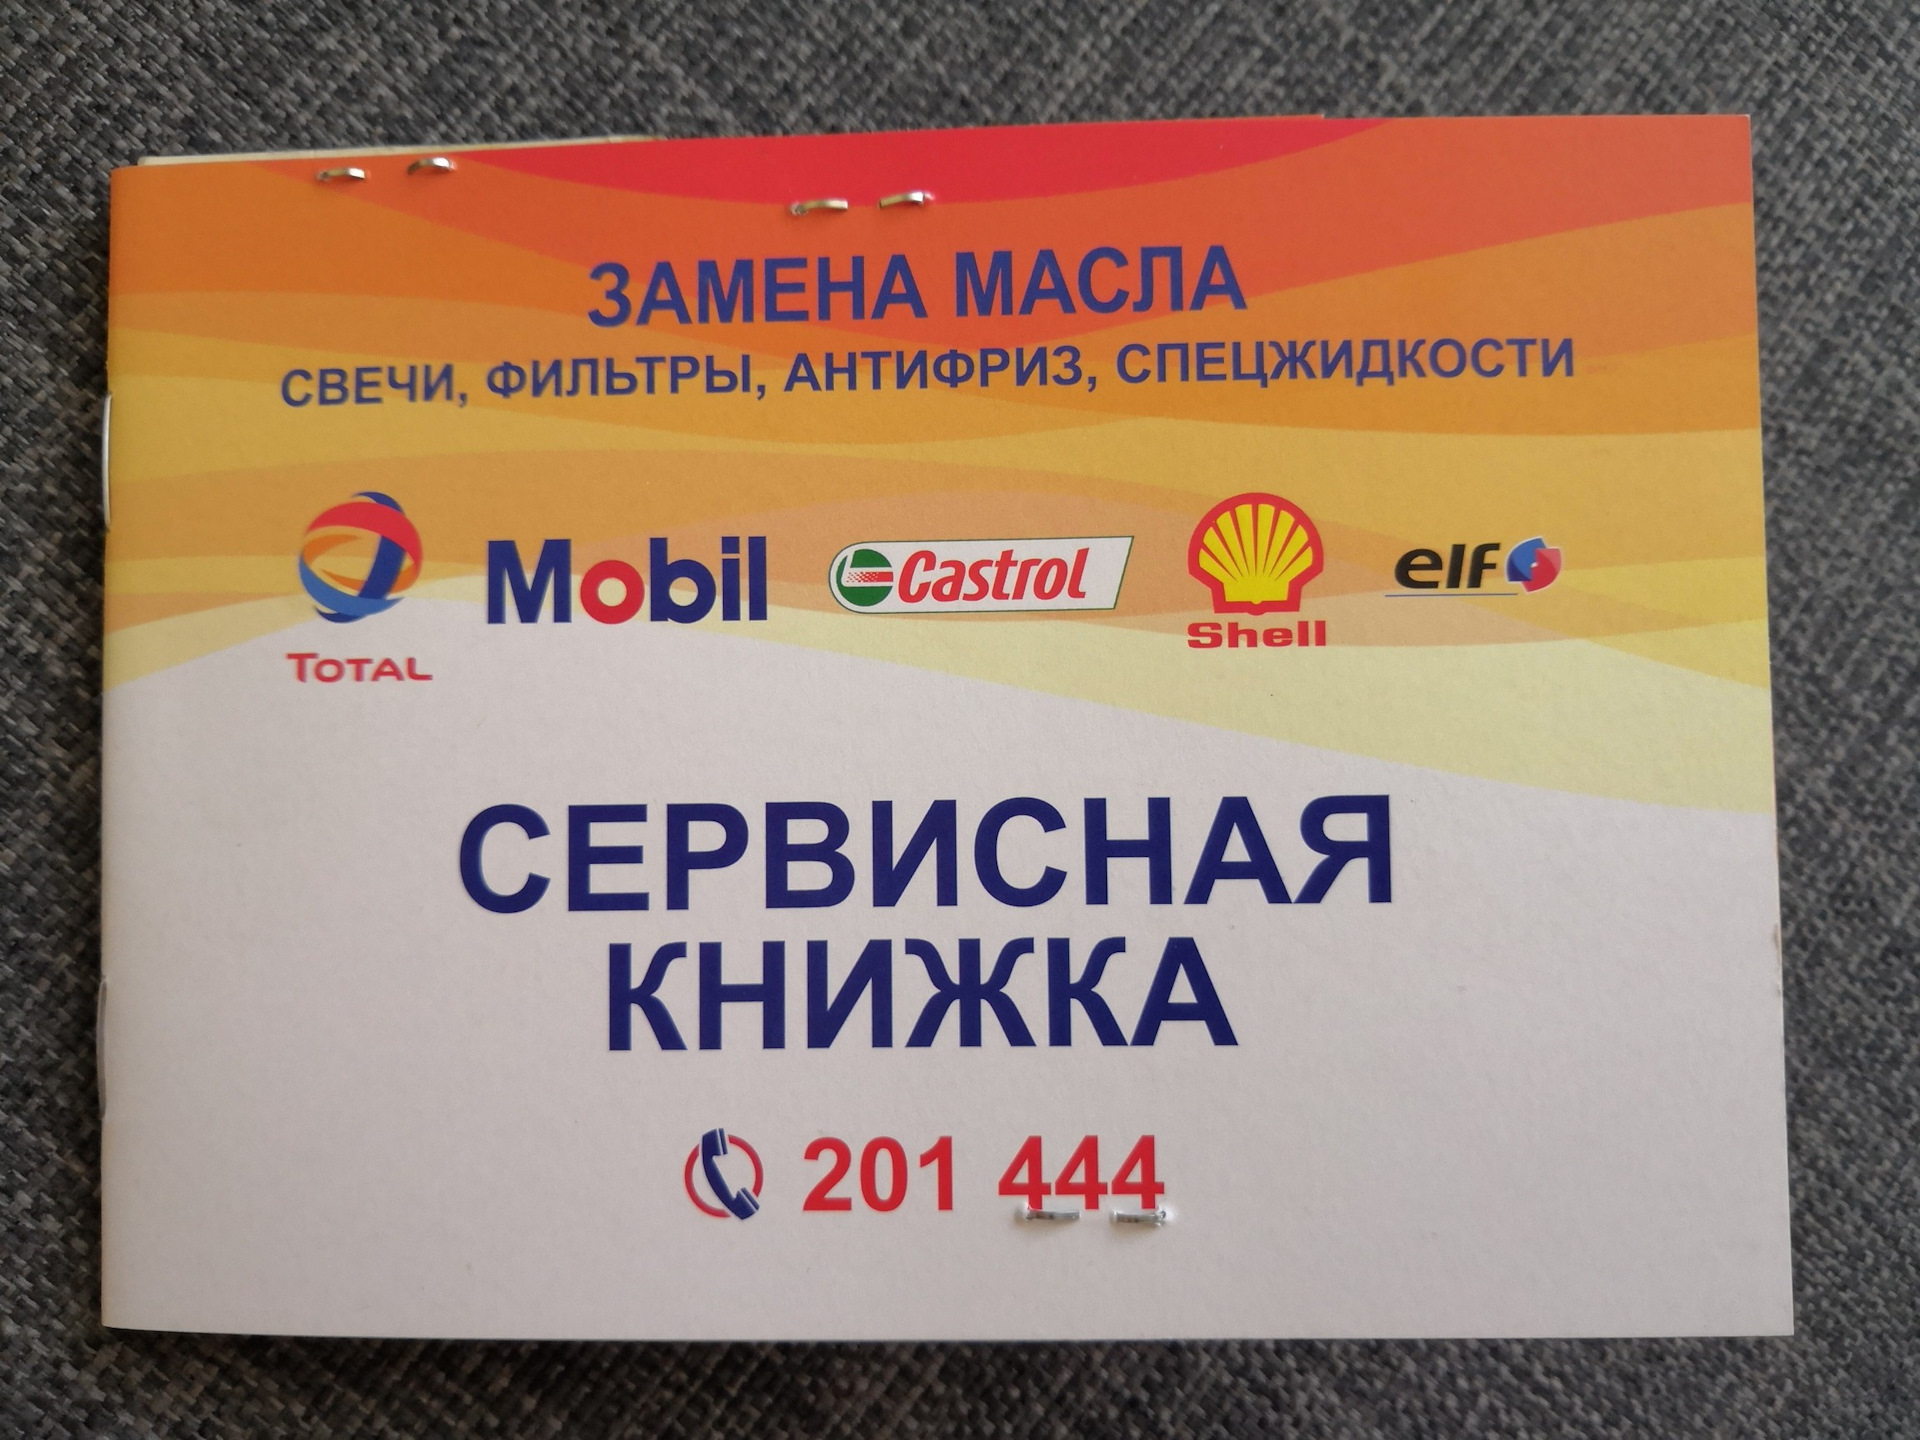 ЗАМЕНА МАСЛА
СВЕЧИ, ФИЛЬТРЫ, АНТИФРИЗ, СПЕЦЖИДКОСТИ
TOTAL Mobil Castrol Shell elf
СЕРВИСНАЯ
КНИЖКА
201 444